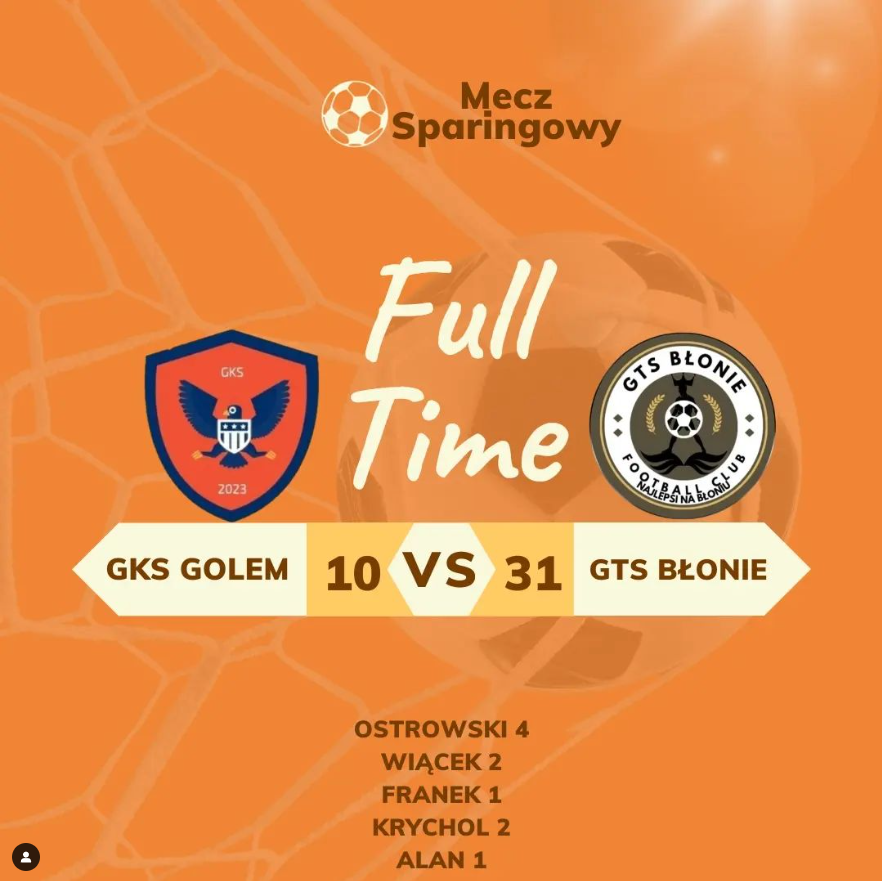 Mecz
Sparingowy
Full
Time
GKS
2023
GTS BŁONIE
FOOTBALL CLUB
NAJLEPSI NA BŁONIU
GKS GOLEM 10 VS 31 GTS BŁONIE
OSTROWSKI 4
WIĄCEK 2
FRANEK 1
KRYCHOL 2
ALAN 1